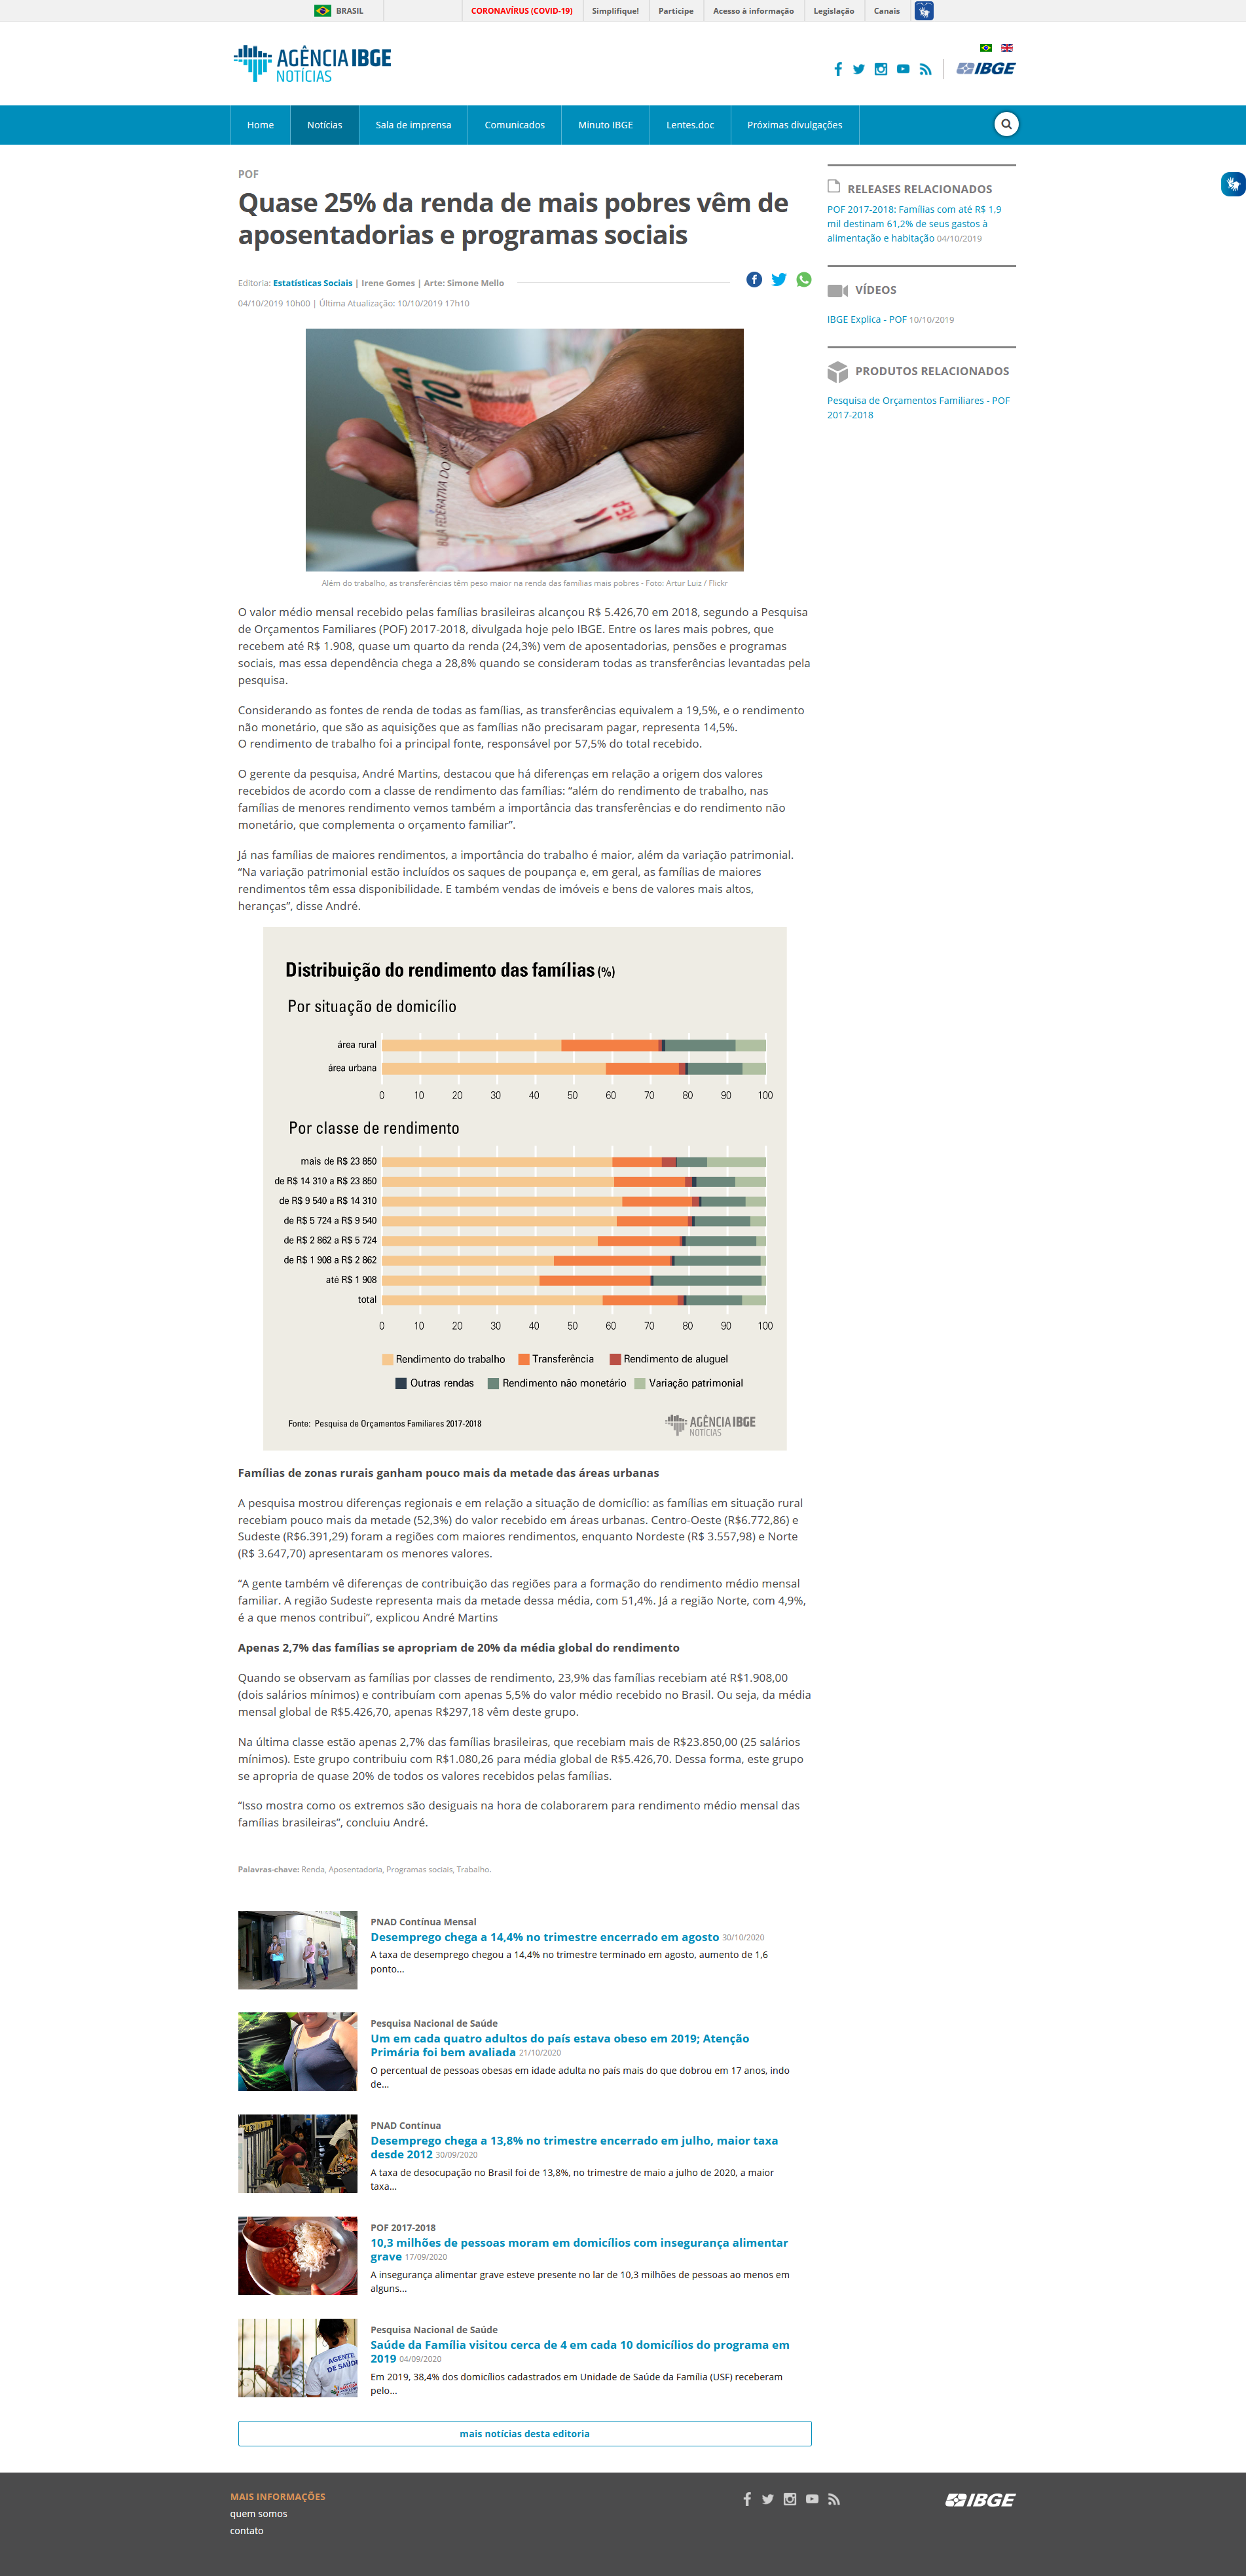 BRASIL
CORONAVÍRUS (COVID-19)
Simplifique!
Participe
Acesso à informação
Legislação
Canais
AGÊNCIA IBGE
NOTÍCIAS
IBGE
Home
Notícias
Sala de imprensa
Comunicados
Minuto IBGE
Lentes.doc
Próximas divulgações
POF
Quase 25% da renda de mais pobres vêm de
aposentadorias e programas sociais
Editoria: Estatísticas Sociais | Irene Gomes | Arte: Simone Mello
04/10/2019 10h00 | Última Atualização: 10/10/2019 17h10
Além do trabalho, as transferências têm peso maior na renda das famílias mais pobres - Foto: Artur Luiz / Flickr
O valor médio mensal recebido pelas famílias brasileiras alcançou R$ 5.426,70 em 2018, segundo a Pesquisa
de Orçamentos Familiares (POF) 2017-2018, divulgada hoje pelo IBGE. Entre os lares mais pobres, que
recebem até R$ 1.908, quase um quarto da renda (24,3%) vem de aposentadorias, pensões e programas
sociais, mas essa dependência chega a 28,8% quando se consideram todas as transferências levantadas pela
pesquisa.
Considerando as fontes de renda de todas as famílias, as transferências equivalem a 19,5%, e o rendimento
não monetário, que são as aquisições que as famílias não precisaram pagar, representa 14,5%.
O rendimento de trabalho foi a principal fonte, responsável por 57,5% do total recebido.
O gerente da pesquisa, André Martins, destacou que há diferenças em relação a origem dos valores
recebidos de acordo com a classe de rendimento das famílias: “além do rendimento de trabalho, nas
famílias de menores rendimento vemos também a importância das transferências e do rendimento não
monetário, que complementa o orçamento familiar”.
Já nas famílias de maiores rendimentos, a importância do trabalho é maior, além da variação patrimonial.
“Na variação patrimonial estão incluídos os saques de poupança e, em geral, as famílias de maiores
rendimentos têm essa disponibilidade. E também vendas de imóveis e bens de valores mais altos,
heranças”, disse André.
Distribuição do rendimento das famílias (%)
Por situação de domicílio
área rural
área urbana
0 10 20 30 40 50 60 70 80 90 100
Por classe de rendimento
mais de R$ 23 850
de R$ 14 310 a R$ 23 850
de R$ 9 540 a R$ 14 310
de R$ 5 724 a R$ 9 540
de R$ 2 862 a R$ 5 724
de R$ 1 908 a R$ 2 862
até R$ 1 908
total
0 10 20 30 40 50 60 70 80 90 100
Rendimento do trabalho Transferência Rendimento de aluguel
Outras rendas Rendimento não monetário Variação patrimonial
Fonte: Pesquisa de Orçamentos Familiares 2017-2018
AGÊNCIA IBGE
NOTÍCIAS
Famílias de zonas rurais ganham pouco mais da metade das áreas urbanas
A pesquisa mostrou diferenças regionais e em relação a situação de domicílio: as famílias em situação rural
recebiam pouco mais da metade (52,3%) do valor recebido em áreas urbanas. Centro-Oeste (R$6.772,86) e
Sudeste (R$6.391,29) foram a regiões com maiores rendimentos, enquanto Nordeste (R$ 3.557,98) e Norte
(R$ 3.647,70) apresentaram os menores valores.
“A gente também vê diferenças de contribuição das regiões para a formação do rendimento médio mensal
familiar. A região Sudeste representa mais da metade dessa média, com 51,4%. Já a região Norte, com 4,9%,
é a que menos contribui”, explicou André Martins
Apenas 2,7% das famílias se apropriam de 20% da média global do rendimento
Quando se observam as famílias por classes de rendimento, 23,9% das famílias recebiam até R$1.908,00
(dois salários mínimos) e contribuíam com apenas 5,5% do valor médio recebido no Brasil. Ou seja, da média
mensal global de R$5.426,70, apenas R$297,18 vêm deste grupo.
Na última classe estão apenas 2,7% das famílias brasileiras, que recebiam mais de R$23.850,00 (25 salários
mínimos). Este grupo contribuiu com R$1.080,26 para média global de R$5.426,70. Dessa forma, este grupo
se apropria de quase 20% de todos os valores recebidos pelas famílias.
“Isso mostra como os extremos são desiguais na hora de colaborarem para rendimento médio mensal das
famílias brasileiras”, concluiu André.
Palavras-chave: Renda, Aposentadoria, Programas sociais, Trabalho.
PNAD Contínua Mensal
Desemprego chega a 14,4% no trimestre encerrado em agosto 30/10/2020
A taxa de desemprego chegou a 14,4% no trimestre terminado em agosto, aumento de 1,6
ponto...
Pesquisa Nacional de Saúde
Um em cada quatro adultos do país estava obeso em 2019; Atenção
Primária foi bem avaliada 21/10/2020
O percentual de pessoas obesas em idade adulta no país mais do que dobrou em 17 anos, indo
de...
PNAD Contínua
Desemprego chega a 13,8% no trimestre encerrado em julho, maior taxa
desde 2012 30/09/2020
A taxa de desocupação no Brasil foi de 13,8%, no trimestre de maio a julho de 2020, a maior
taxa...
POF 2017-2018
10,3 milhões de pessoas moram em domicílios com insegurança alimentar
grave 17/09/2020
A insegurança alimentar grave esteve presente no lar de 10,3 milhões de pessoas ao menos em
alguns...
AGENTE
DE SAÚDE
Pesquisa Nacional de Saúde
Saúde da Família visitou cerca de 4 em cada 10 domicílios do programa em
2019 04/09/2020
Em 2019, 38,4% dos domicílios cadastrados em Unidade de Saúde da Família (USF) receberam
pelo...
mais notícias desta editoria
RELEASES RELACIONADOS
POF 2017-2018: Famílias com até R$ 1,9
mil destinam 61,2% de seus gastos à
alimentação e habitação 04/10/2019
VÍDEOS
IBGE Explica - POF 10/10/2019
PRODUTOS RELACIONADOS
Pesquisa de Orçamentos Familiares - POF
2017-2018
MAIS INFORMAÇÕES
quem somos
contato
IBGE